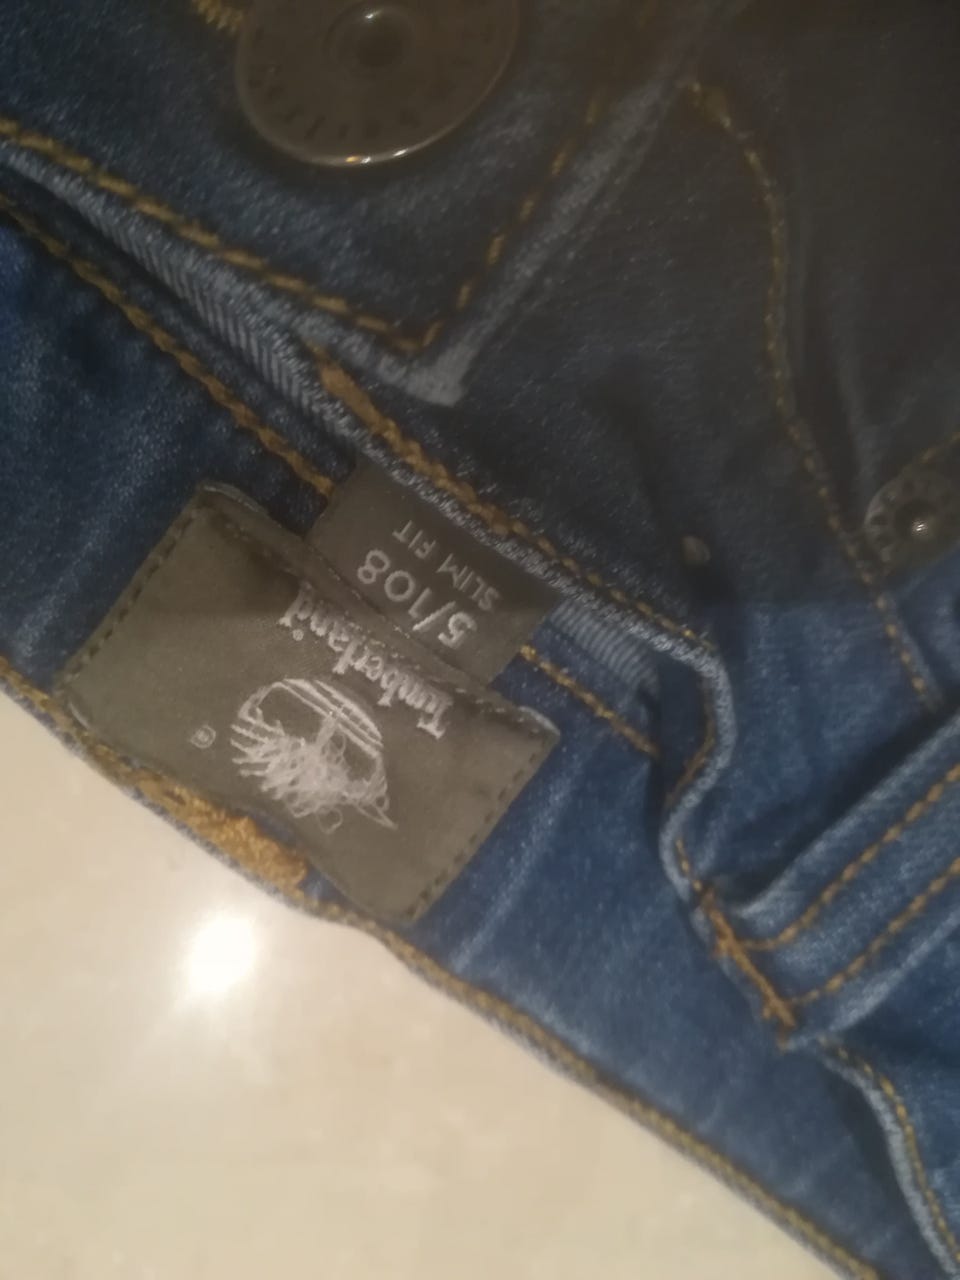 Timberland
®
5/108
SLIM FIT